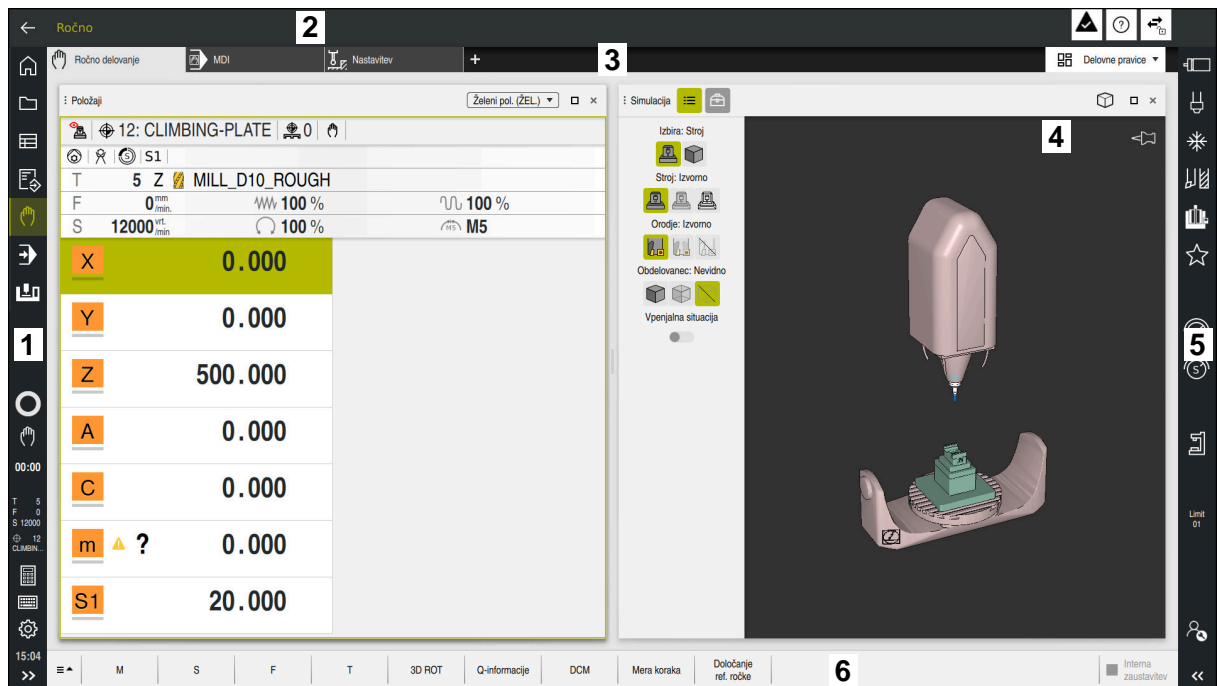 Ročno
2
Ročno delovanje
MDI
Nastavitev
+
3
Delovne pravice
Položaji
Želeni pol. (ŽEL.)
Simulacija
12: CLIMBING-PLATE
0
S1
T 5 Z MILL_D10_ROUGH
F 0 mm/min. 100 % 100 %
S 12000 vrt./min 100 % M5 M5
X 0.000
Y 0.000
Z 500.000
A 0.000
C 0.000
m ? 0.000
S1 20.000
Izbira: Stroj
Stroj: Izvorno
Orodje: Izvorno
Obdelovanec: Nevidno
Vpenjalna situacija
4
1
00:00
T 5
F 0
S 12000
12
CLIMBIN...
15:04
5
S
Limit
01
M
S
F
T
3D ROT
Q-informacije
DCM
Mera koraka
Določanje
ref. ročke
6
Interna
zaustavitev